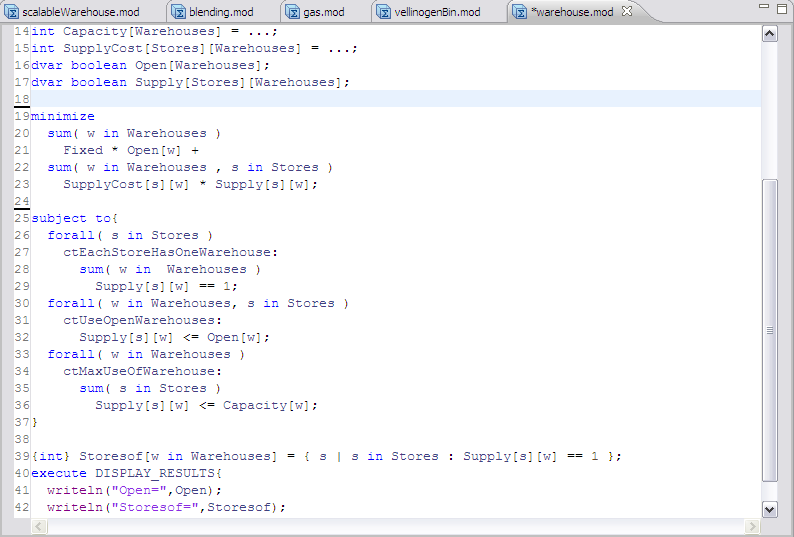 scalableWarehouse.mod blending.mod gas.mod vellinogenBin.mod *warehouse.mod
14 int Capacity[Warehouses] = ...;
15 int SupplyCost[Stores][Warehouses] = ...;
16 dvar boolean Open[Warehouses];
17 dvar boolean Supply[Stores][Warehouses];
18
19 minimize
20   sum( w in Warehouses )
21     Fixed * Open[w] +
22   sum( w in Warehouses , s in Stores )
23     SupplyCost[s][w] * Supply[s][w];
24
25 subject to{
26   forall( s in Stores )
27     ctEachStoreHasOneWarehouse:
28       sum( w in  Warehouses )
29         Supply[s][w] == 1;
30   forall( w in Warehouses, s in Stores )
31     ctUseOpenWarehouses:
32       Supply[s][w] <= Open[w];
33   forall( w in Warehouses )
34     ctMaxUseOfWarehouse:
35       sum( s in Stores )
36         Supply[s][w] <= Capacity[w];
37 }
38
39 {int} Storesof[w in Warehouses] = { s | s in Stores : Supply[s][w] == 1 };
40 execute DISPLAY_RESULTS{
41   writeln("Open=",Open);
42   writeln("Storesof=",Storesof);